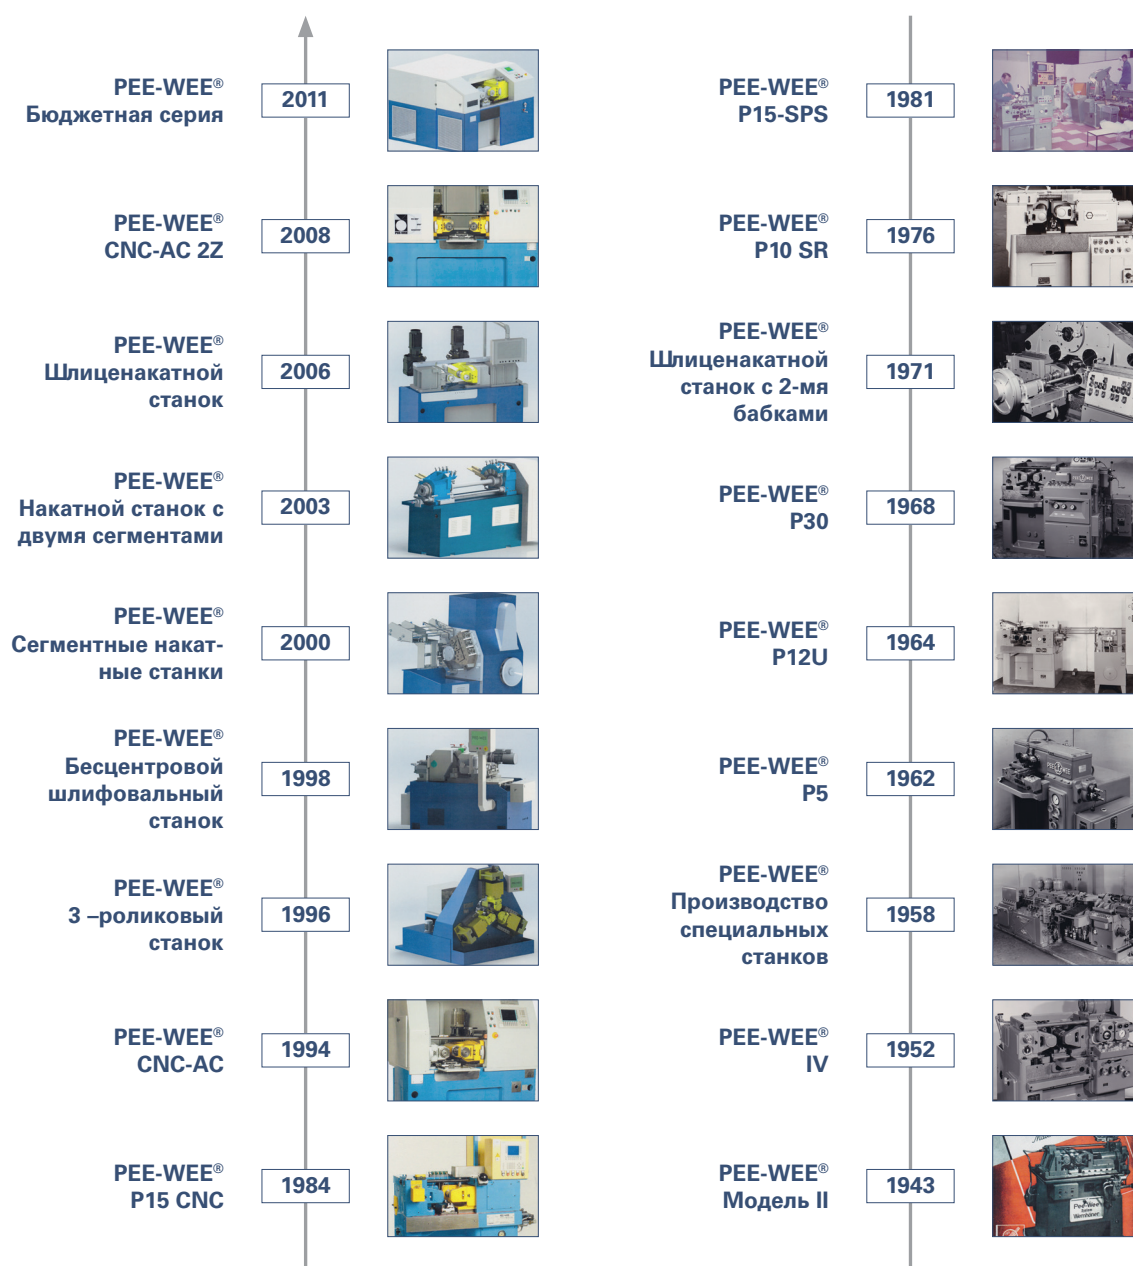 PEE-WEE®
Бюджетная серия
2011
PEE-WEE®
CNC-AC 2Z
2008
PEE-WEE®
Шлиценакатной
станок
2006
PEE-WEE®
Накатной станок с
двумя сегментами
2003
PEE-WEE®
Сегментные накат-
ные станки
2000
PEE-WEE®
Бесцентровой
шлифовальный
станок
1998
PEE-WEE®
3 –роликовый
станок
1996
PEE-WEE®
CNC-AC
1994
PEE-WEE®
P15 CNC
1984
PEE-WEE®
P15-SPS
1981
PEE-WEE®
P10 SR
1976
PEE-WEE®
Шлиценакатной
станок с 2-мя
бабками
1971
PEE-WEE®
P30
1968
PEE-WEE®
P12U
1964
PEE-WEE®
P5
1962
PEE WEE
PEE-WEE®
Производство
специальных
станков
1958
PEE-WEE®
IV
1952
PEE-WEE®
Модель II
1943
Pee-Wee